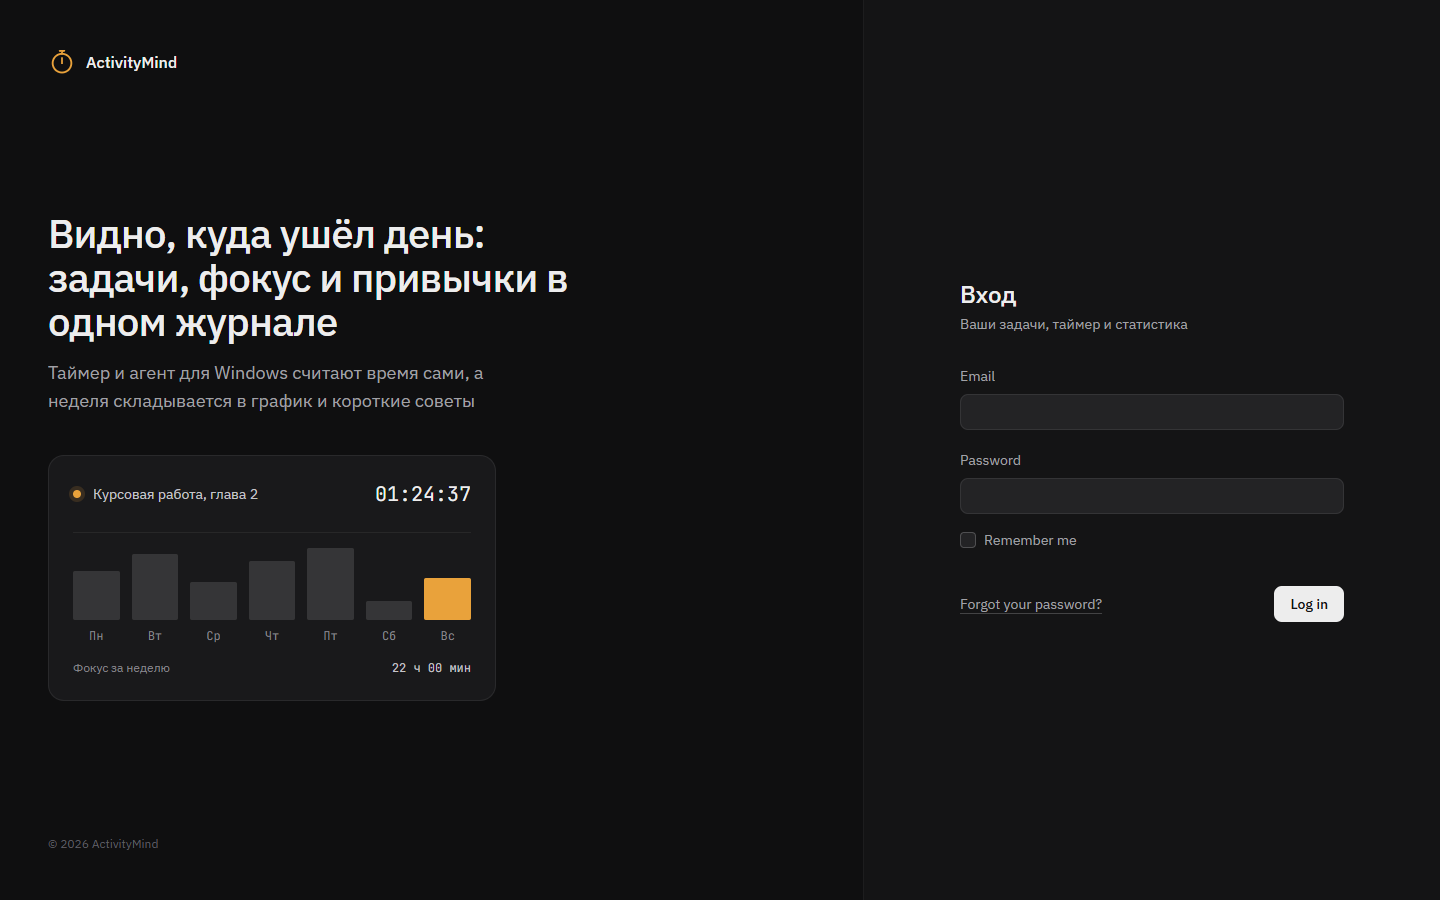 ActivityMind
Видно, куда ушёл день:
задачи, фокус и привычки в
одном журнале
Таймер и агент для Windows считают время сами, а
неделя складывается в график и короткие советы
Курсовая работа, глава 2
01:24:37
Пн Вт Ср Чт Пт Сб Вс
Фокус за неделю
22 ч 00 мин
© 2026 ActivityMind
Вход
Ваши задачи, таймер и статистика
Email
Password
Remember me
Forgot your password?
Log in